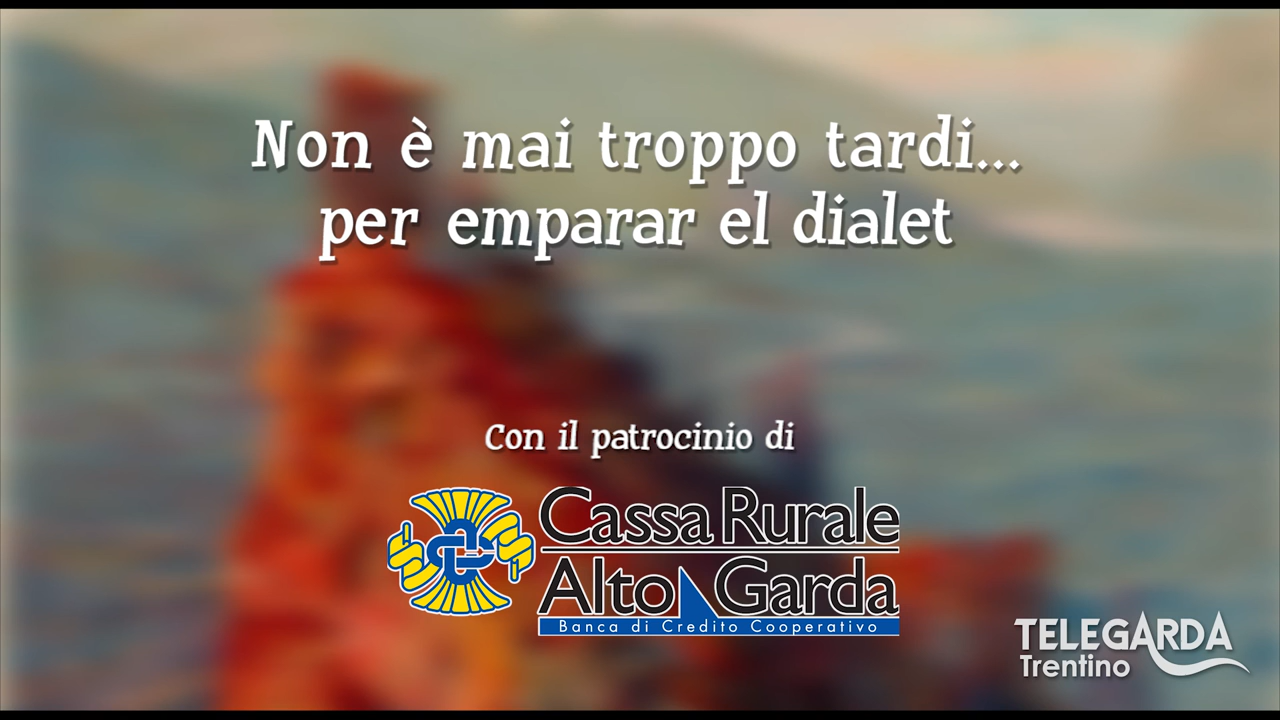 Non è mai troppo tardi...
per emparar el dialet
Con il patrocinio di
Cassa Rurale
Alto Garda
Banca di Credito Cooperativo
TELEGARDA
Trentino